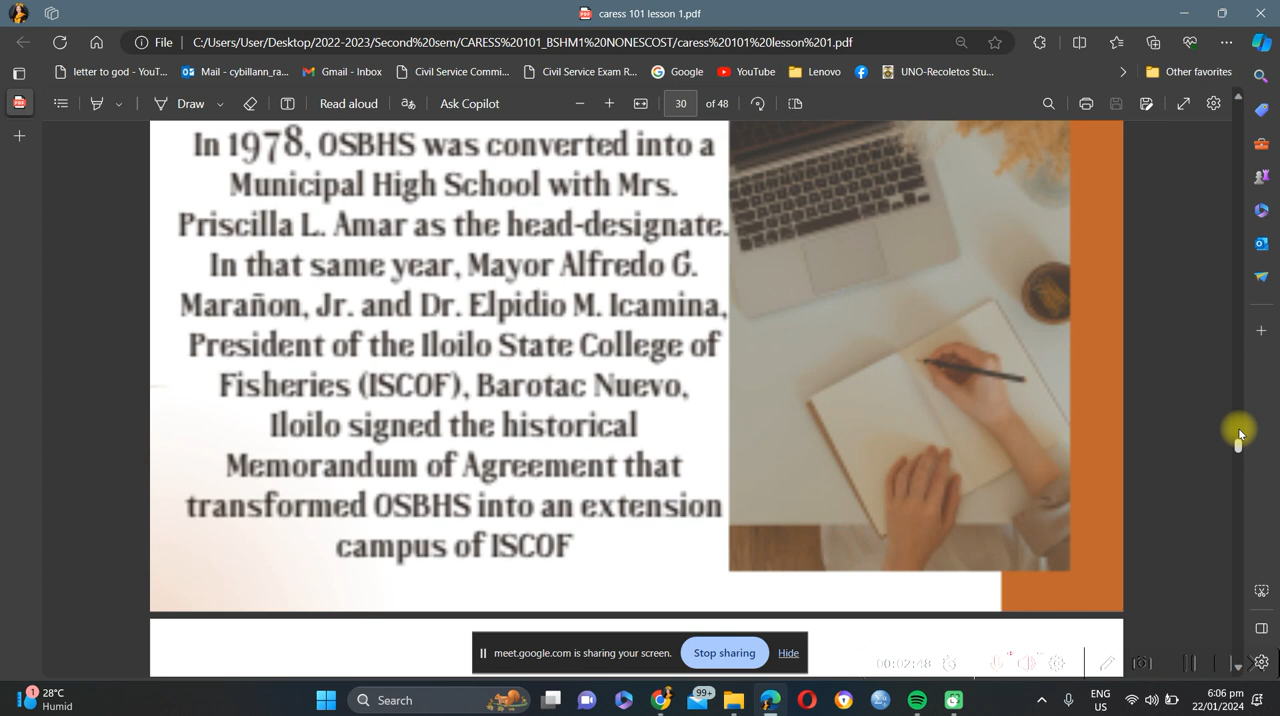 caress 101 lesson 1.pdf
File C:/Users/User/Desktop/2022-2023/Second%20sem/CARESS%20101_BSHM1%20NONESCOST/caress%20101%20lesson%201.pdf
letter to god - YouT... Mail - cybillann_ra... Gmail - Inbox Civil Service Commi... Civil Service Exam R... Google YouTube Lenovo UNO-Recoletos Stu... Other favorites
Draw Read aloud Ask Copilot 30 of 48
In 1978, OSBHS was converted into a
Municipal High School with Mrs.
Priscilla L. Amar as the head-designate.
In that same year, Mayor Alfredo G.
Marañon, Jr. and Dr. Elpidio M. Icamina,
President of the Iloilo State College of
Fisheries (ISCOF), Barotac Nuevo,
Iloilo signed the historical
Memorandum of Agreement that
transformed OSBHS into an extension
campus of ISCOF
meet.google.com is sharing your screen. Stop sharing Hide
00:02:48
1 28°C
Humid
Search
99+
ENG
US
6:06 pm
22/01/2024